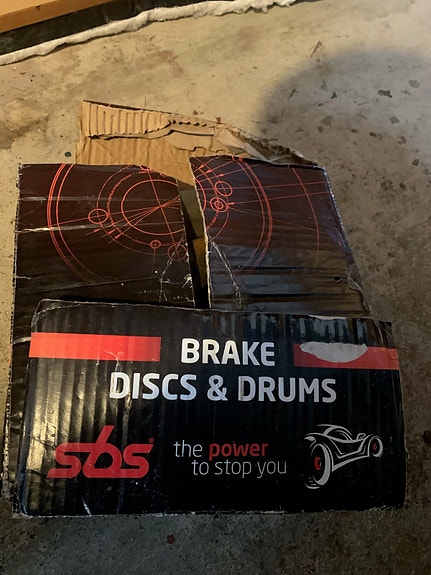 BRAKE
DISCS & DRUMS
sbs®
the power
to stop you